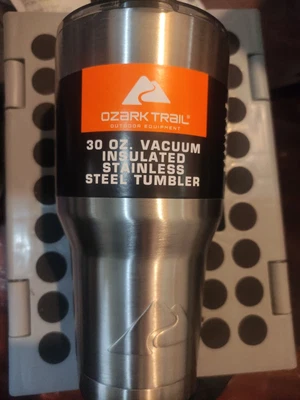 OZARK TRAIL®
OUTDOOR EQUIPMENT
30 OZ. VACUUM
INSULATED
STAINLESS
STEEL TUMBLER